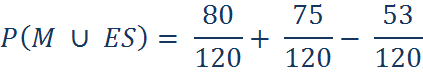 P(M ∪ ES) = 80/120 + 75/120 − 53/120